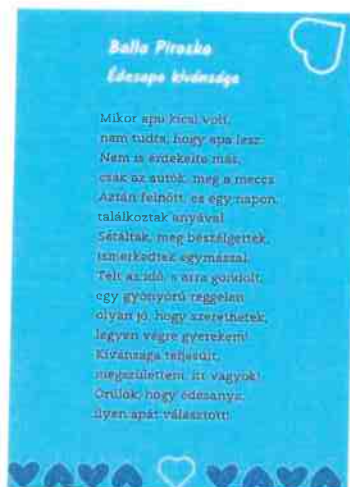 Balla Piroska
Édesapa kívánsága
Mikor apu kicsi volt,
nem tudta, hogy apa lesz.
Nem is érdekelte más,
csak az autók, meg a meccs.
Aztán felnőtt, és egy napon,
találkoztak anyával.
Sétáltak, meg beszélgettek,
ismerkedtek egymással.
Telt az idő, s arra gondolt,
egy gyönyörű reggelen
olyan jó, hogy szerethetek,
legyen végre gyerekem!
Kívánsága teljesült,
megszülettem, itt vagyok!
Örülök, hogy édesanya,
ilyen apát választott!